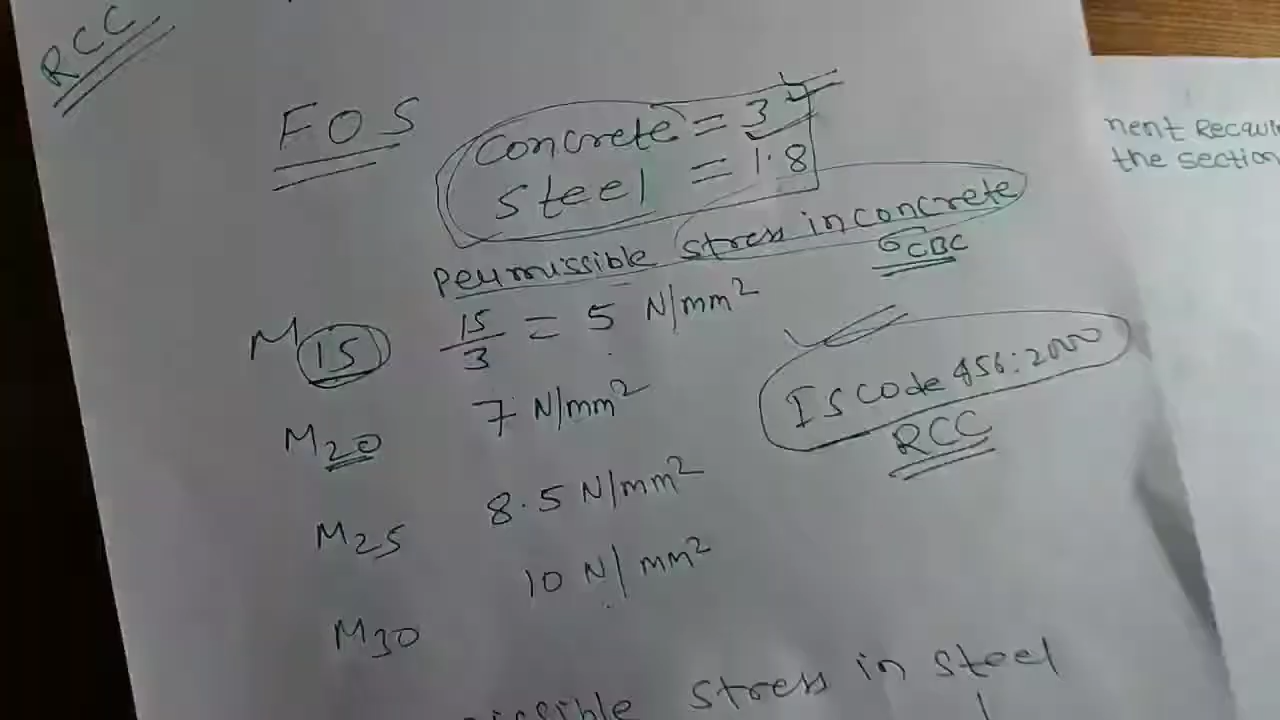 RCC
FOS
concrete = 3
steel = 1.8
permissible stress in concrete
σCBC
M15 15/3 = 5 N/mm²
M20 7 N/mm²
IS code 456:2000
RCC
M25 8.5 N/mm²
M30 10 N/mm²
stress in steel
nent Requi
the section